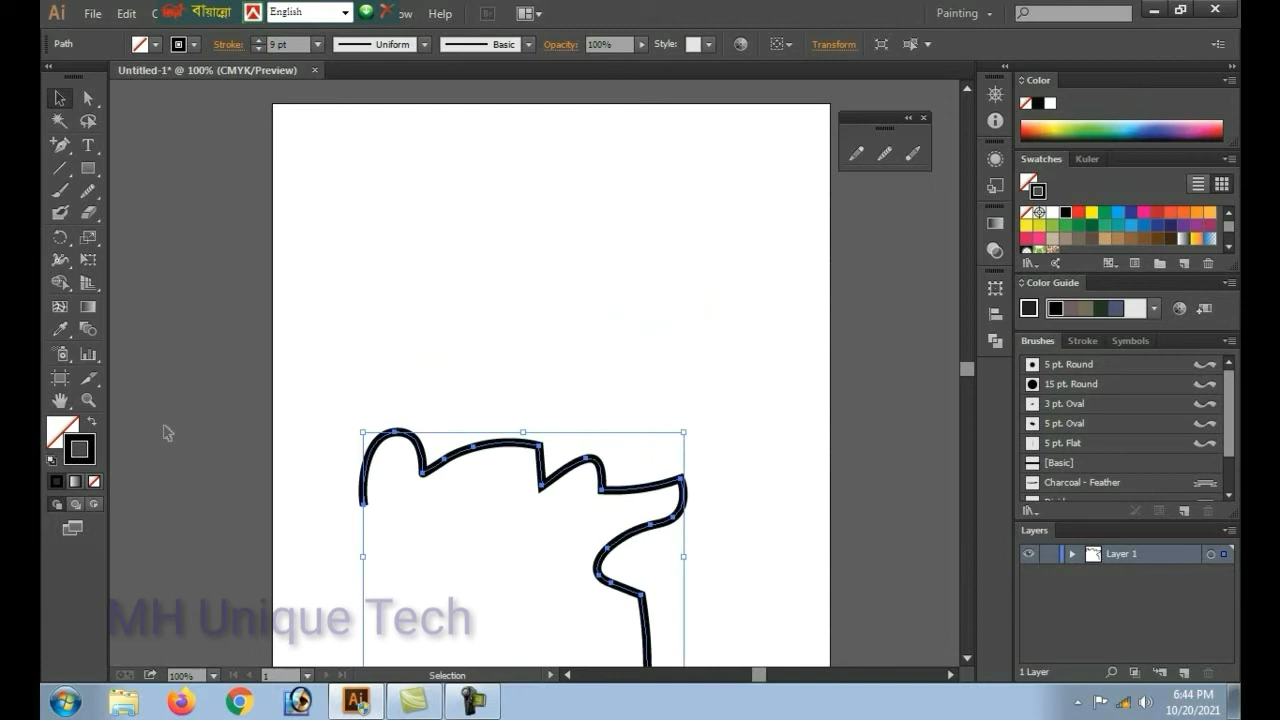 Ai File Edit বায়ান্নো English ow Help Br Painting
Path Stroke: 9 pt Uniform Basic Opacity: 100% Style: Transform
Untitled-1* @ 100% (CMYK/Preview)
Color
Swatches Kuler
Color Guide
Brushes Stroke Symbols
5 pt. Round
15 pt. Round
3 pt. Oval
5 pt. Oval
5 pt. Flat
[Basic]
Charcoal - Feather
Layers
Layer 1
MH Unique Tech
100% 1 Selection
1 Layer
Ai
6:44 PM
10/20/2021